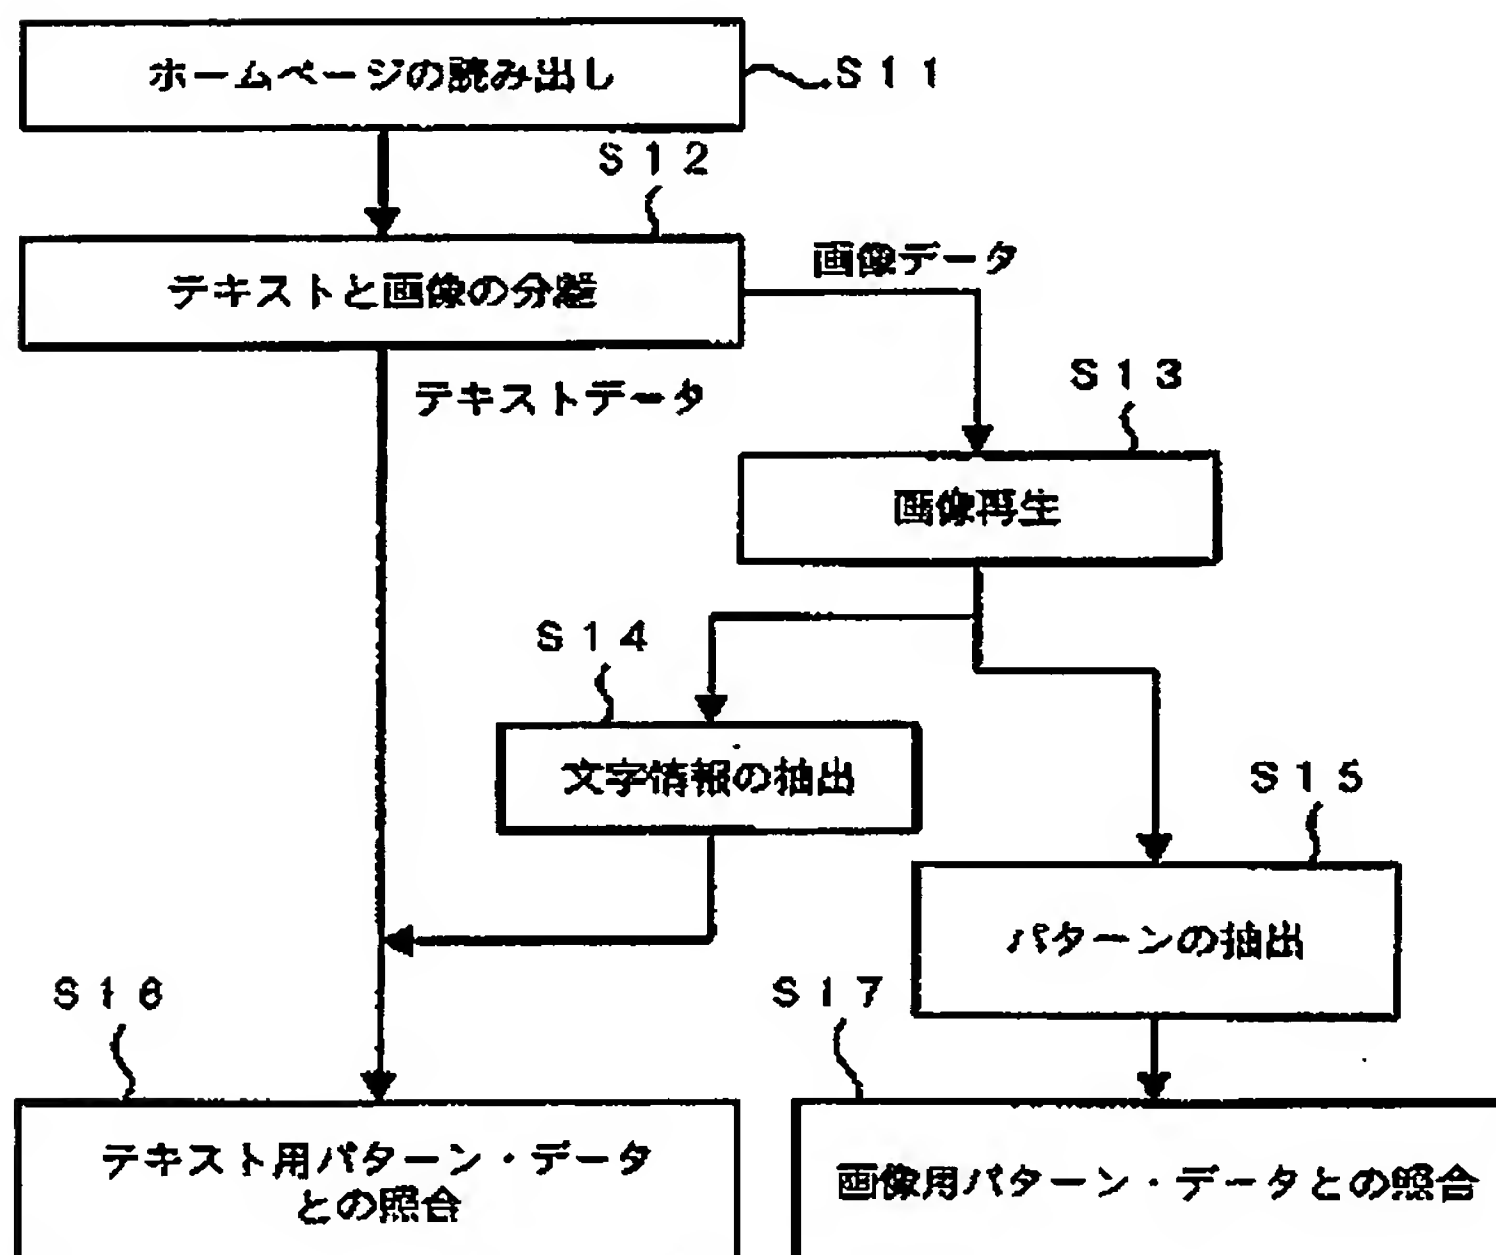 ホームページの読み出し
S11
S12
テキストと画像の分離
画像データ
テキストデータ
S13
画像再生
S14
文字情報の抽出
S15
パターンの抽出
S16
テキスト用パターン・データ
との照合
S17
画像用パターン・データとの照合